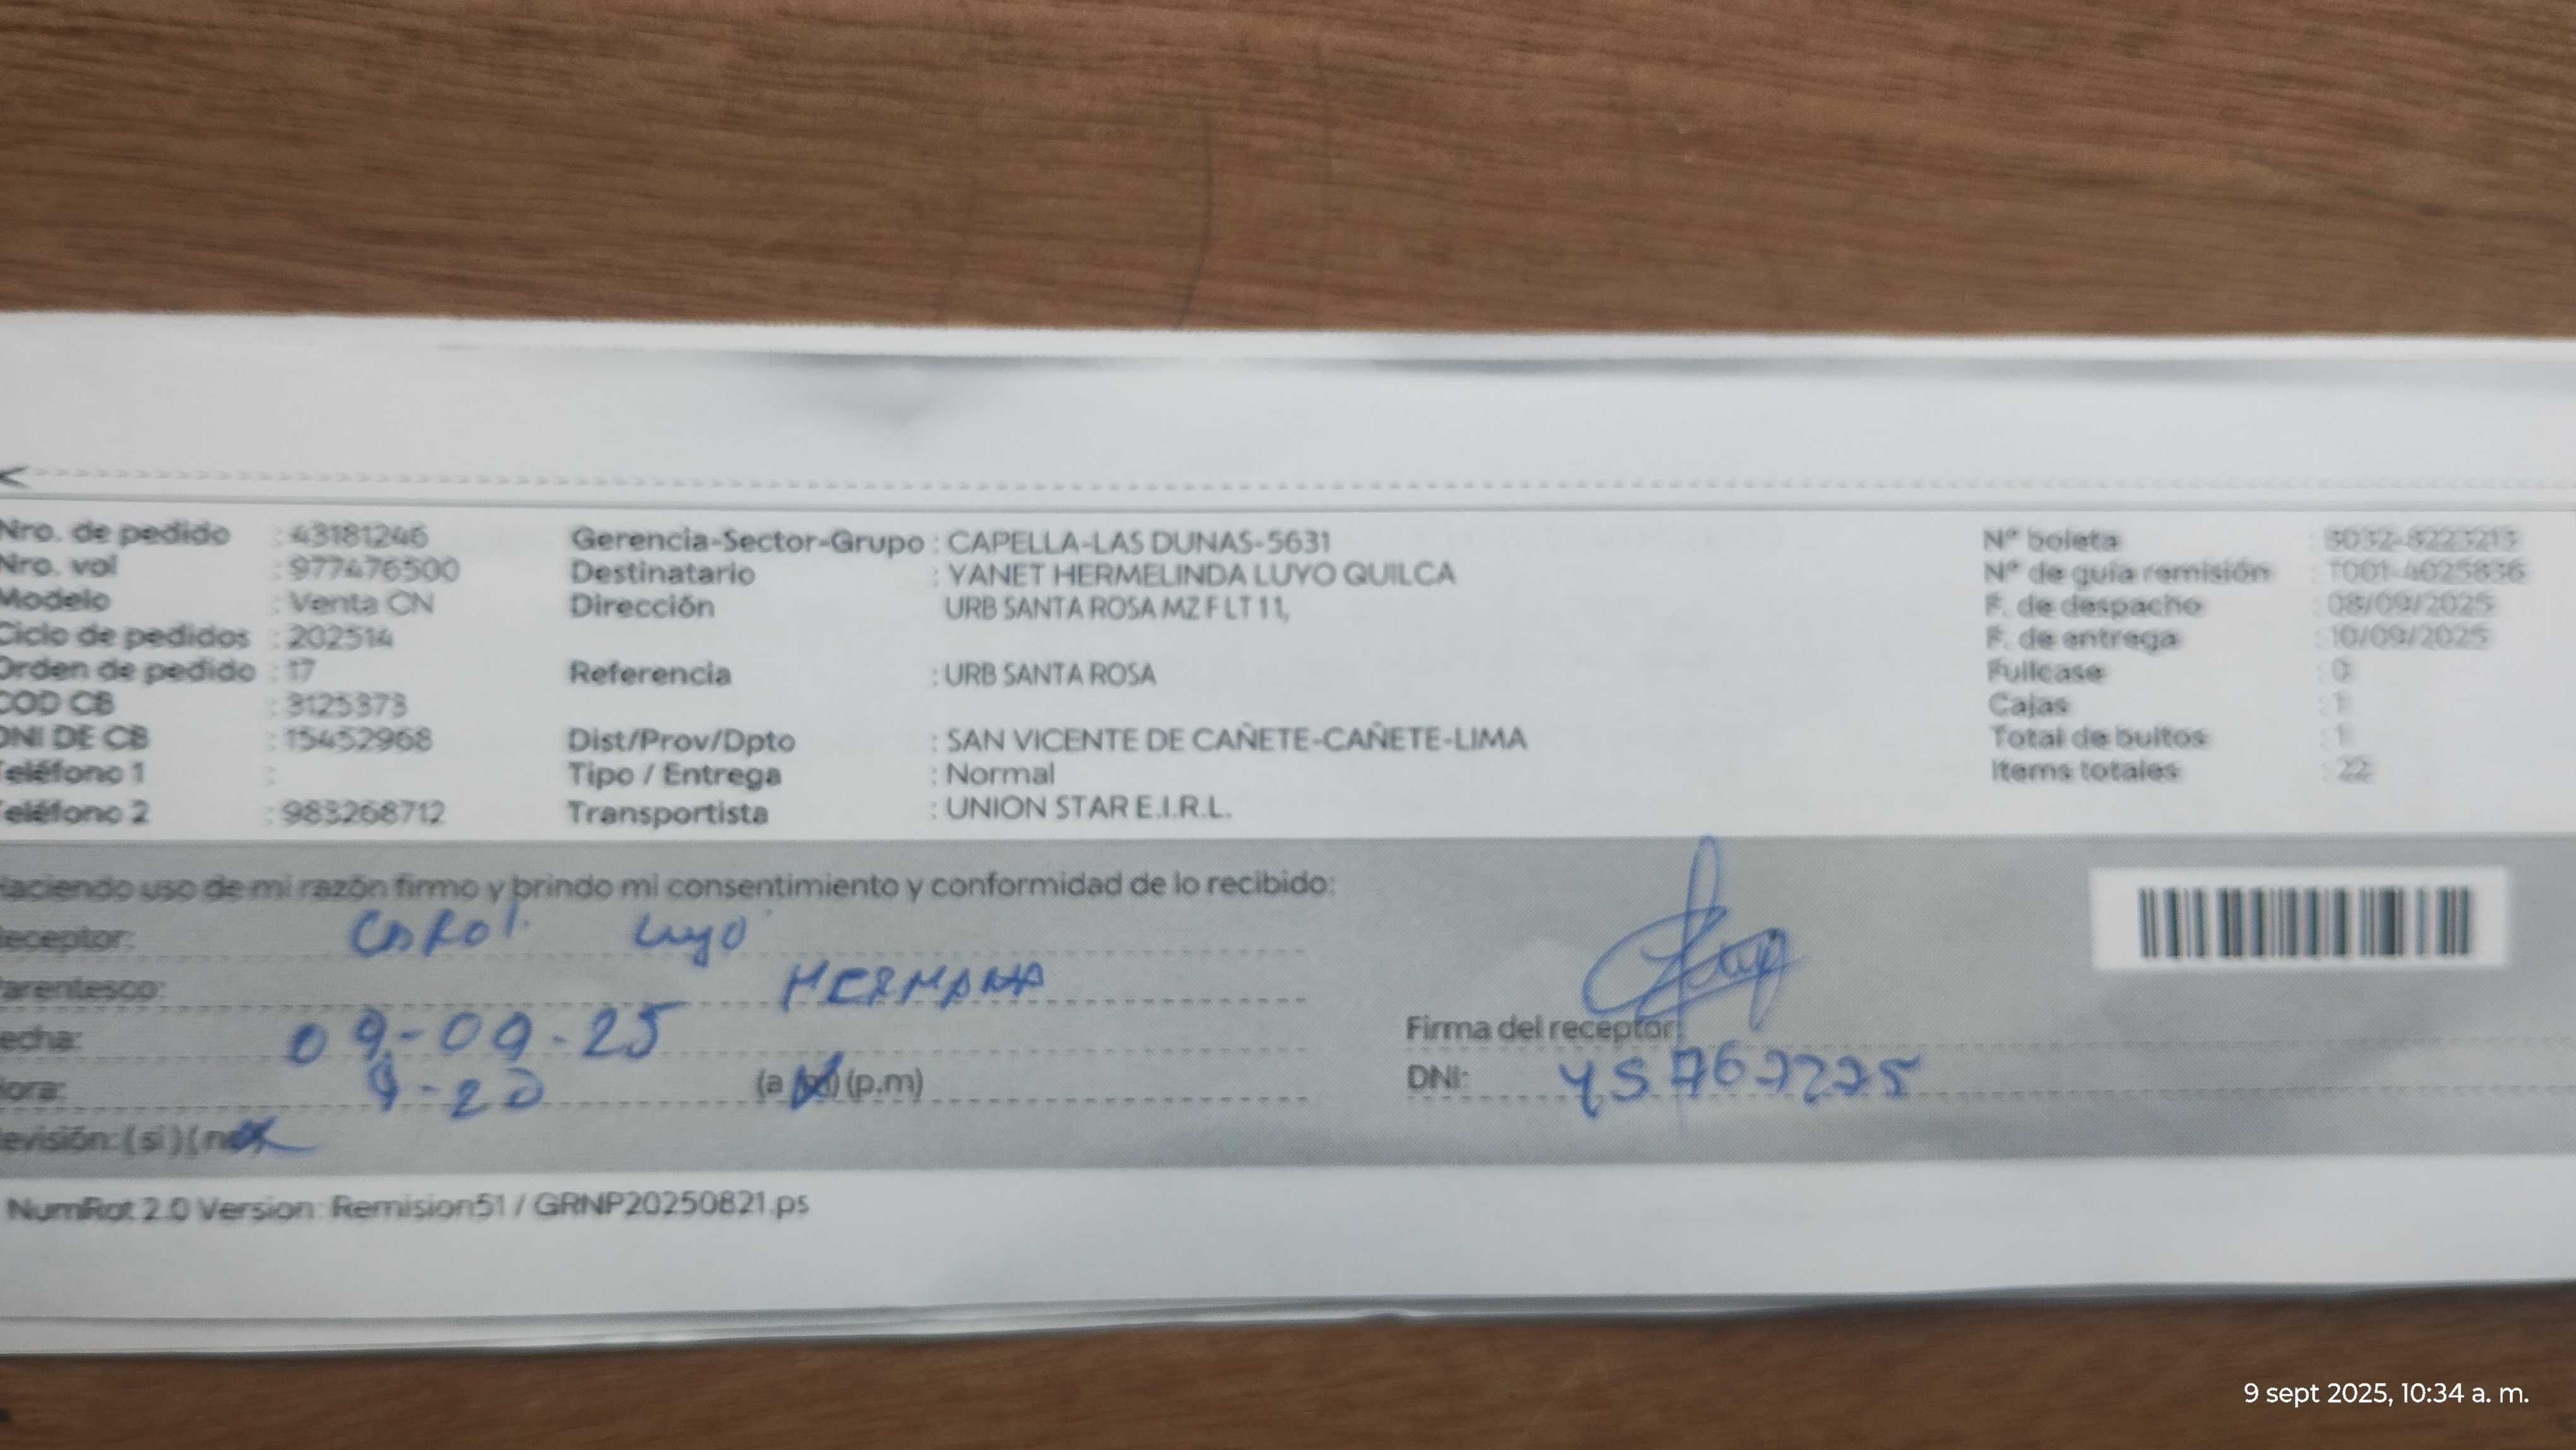 Nro. de pedido : 43181246
Nro. vol : 977476500
Modelo : Venta CN
Ciclo de pedidos : 202514
Orden de pedido : 17
COD CB : 3125373
DNI DE CB : 15452968
Teléfono 1 :
Teléfono 2 : 983268712
Gerencia-Sector-Grupo : CAPELLA-LAS DUNAS-5631
Destinatario : YANET HERMELINDA LUYO QUILCA
Dirección URB SANTA ROSA MZ F LT 11,
Referencia : URB SANTA ROSA
Dist/Prov/Dpto : SAN VICENTE DE CAÑETE-CAÑETE-LIMA
Tipo / Entrega : Normal
Transportista : UNION STAR E.I.R.L.
N° boleta
N° de guía remisión : T001-4025836
F. de despacho : 08/09/2025
F. de entrega : 10/09/2025
Fullcase : 0
Cajas : 1
Total de bultos : 1
Items totales : 22
Haciendo uso de mi razón firmo y brindo mi consentimiento y conformidad de lo recibido:
Receptor: CAROL LUYO
Parentesco: HERMANA
Fecha: 09-09-25
Hora: 9-20 (a.m) (p.m)
Revisión: (si) (no)
Firma del receptor:
DNI:
NumRot 2.0 Version: Remision51 / GRNP20250821.ps
9 sept 2025, 10:34 a. m.